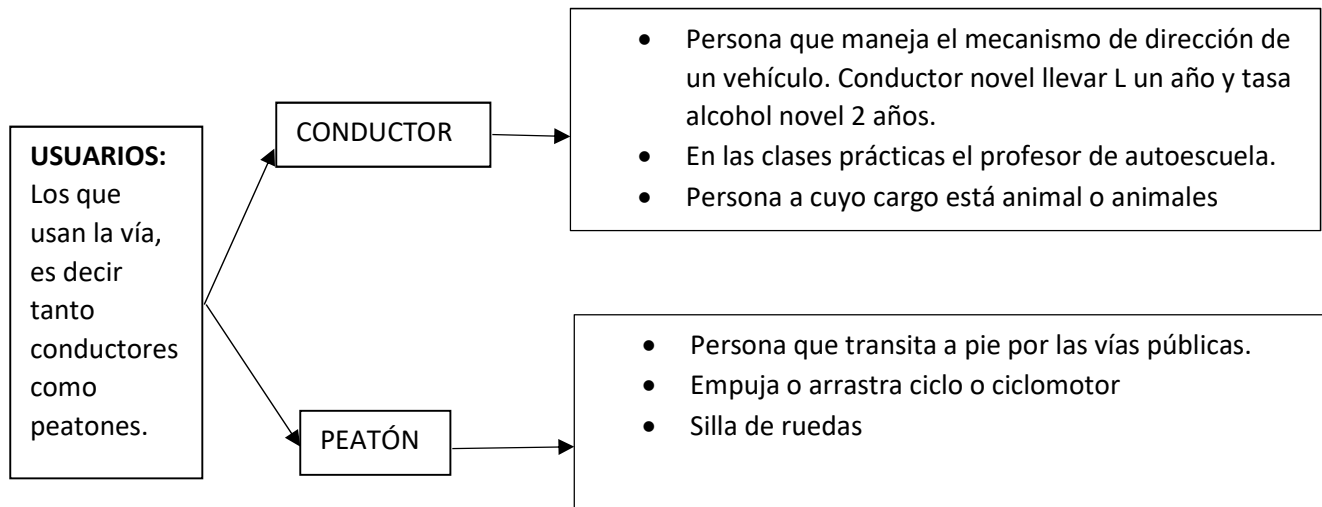 USUARIOS:
Los que
usan la vía,
es decir
tanto
conductores
como
peatones.
CONDUCTOR
• Persona que maneja el mecanismo de dirección de
un vehículo. Conductor novel llevar L un año y tasa
alcohol novel 2 años.
• En las clases prácticas el profesor de autoescuela.
• Persona a cuyo cargo está animal o animales
PEATÓN
• Persona que transita a pie por las vías públicas.
• Empuja o arrastra ciclo o ciclomotor
• Silla de ruedas